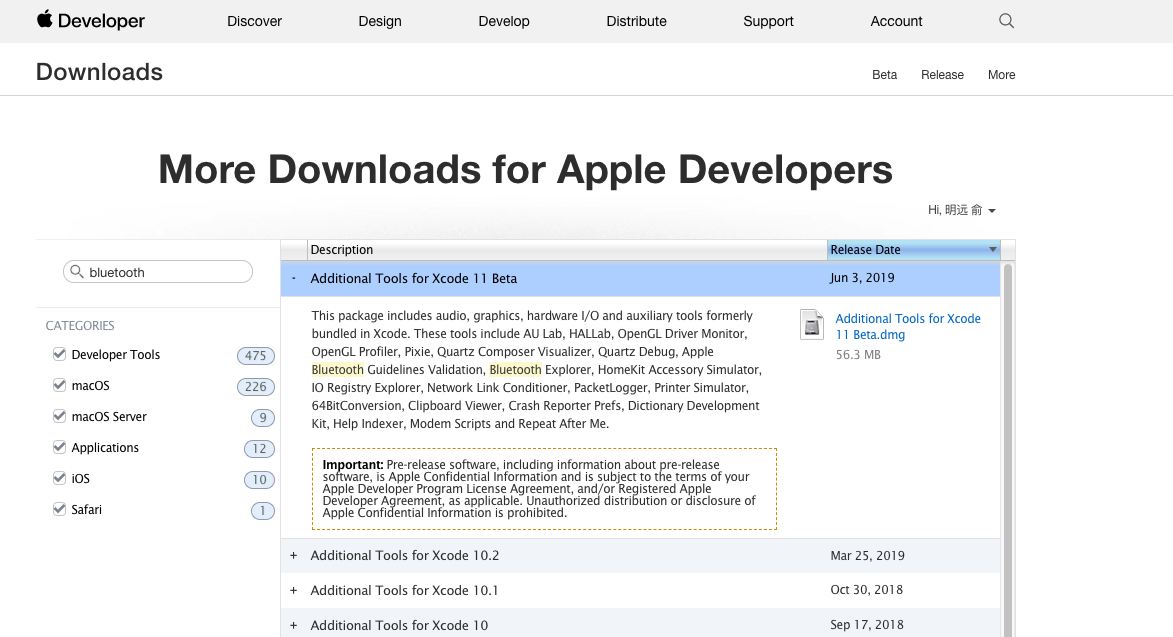 Developer Discover Design Develop Distribute Support Account
Downloads Beta Release More
More Downloads for Apple Developers
Hi, 明远 俞
bluetooth
CATEGORIES
Developer Tools 475
macOS 226
macOS Server 9
Applications 12
iOS 10
Safari 1
Description Release Date
- Additional Tools for Xcode 11 Beta Jun 3, 2019
This package includes audio, graphics, hardware I/O and auxiliary tools formerly
bundled in Xcode. These tools include AU Lab, HALLab, OpenGL Driver Monitor,
OpenGL Profiler, Pixie, Quartz Composer Visualizer, Quartz Debug, Apple
Bluetooth Guidelines Validation, Bluetooth Explorer, HomeKit Accessory Simulator,
IO Registry Explorer, Network Link Conditioner, PacketLogger, Printer Simulator,
64BitConversion, Clipboard Viewer, Crash Reporter Prefs, Dictionary Development
Kit, Help Indexer, Modem Scripts and Repeat After Me.
Additional Tools for Xcode
11 Beta.dmg
56.3 MB
Important: Pre-release software, including information about pre-release
software, is Apple Confidential Information and is subject to the terms of your
Apple Developer Program License Agreement, and/or Registered Apple
Developer Agreement, as applicable. Unauthorized distribution or disclosure of
Apple Confidential Information is prohibited.
+ Additional Tools for Xcode 10.2 Mar 25, 2019
+ Additional Tools for Xcode 10.1 Oct 30, 2018
+ Additional Tools for Xcode 10 Sep 17, 2018